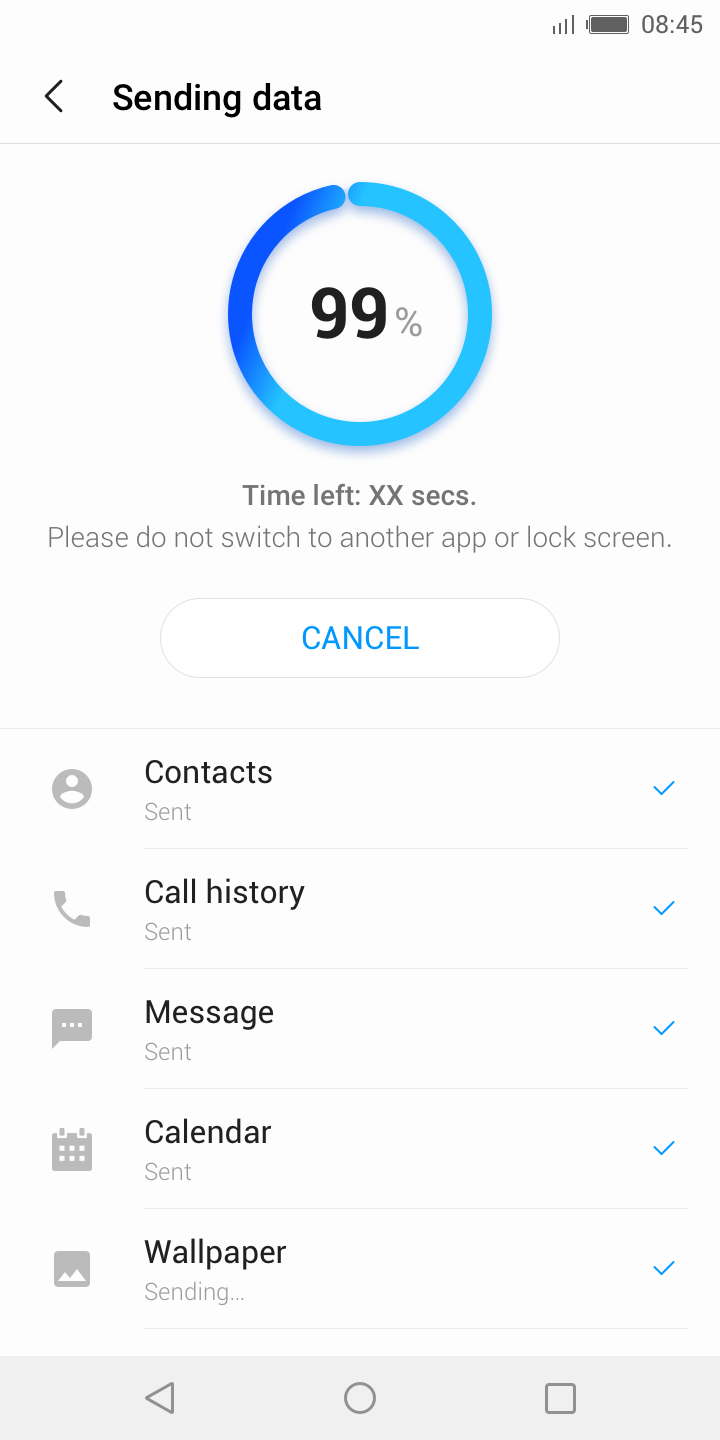 08:45
Sending data
99 %
Time left: XX secs.
Please do not switch to another app or lock screen.
CANCEL
Contacts
Sent
Call history
Sent
Message
Sent
Calendar
Sent
Wallpaper
Sending...